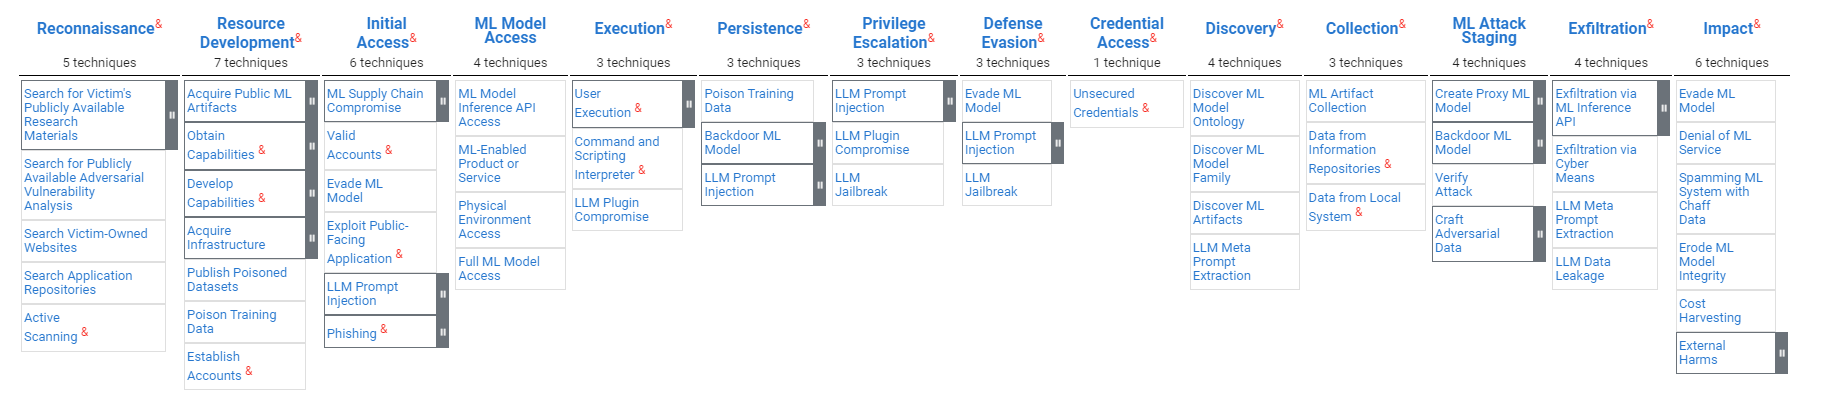 Reconnaissance&
5 techniques
Search for Victim's
Publicly Available
Research
Materials
Search for Publicly
Available Adversarial
Vulnerability
Analysis
Search Victim-Owned
Websites
Search Application
Repositories
Active
Scanning &
Resource
Development&
7 techniques
Acquire Public ML
Artifacts
Obtain
Capabilities &
Develop
Capabilities &
Acquire
Infrastructure
Publish Poisoned
Datasets
Poison Training
Data
Establish
Accounts &
Initial
Access&
6 techniques
ML Supply Chain
Compromise
Valid
Accounts &
Evade ML
Model
Exploit Public-
Facing
Application &
LLM Prompt
Injection
Phishing &
ML Model
Access
4 techniques
ML Model
Inference API
Access
ML-Enabled
Product or
Service
Physical
Environment
Access
Full ML Model
Access
Execution&
3 techniques
User
Execution &
Command and
Scripting
Interpreter &
LLM Plugin
Compromise
Persistence&
3 techniques
Poison Training
Data
Backdoor ML
Model
LLM Prompt
Injection
Privilege
Escalation&
3 techniques
LLM Prompt
Injection
LLM Plugin
Compromise
LLM
Jailbreak
Defense
Evasion&
3 techniques
Evade ML
Model
LLM Prompt
Injection
LLM
Jailbreak
Credential
Access&
1 technique
Unsecured
Credentials &
Discovery&
4 techniques
Discover ML
Model
Ontology
Discover ML
Model
Family
Discover ML
Artifacts
LLM Meta
Prompt
Extraction
Collection&
3 techniques
ML Artifact
Collection
Data from
Information
Repositories &
Data from Local
System &
ML Attack
Staging
4 techniques
Create Proxy ML
Model
Backdoor ML
Model
Verify
Attack
Craft
Adversarial
Data
Exfiltration&
4 techniques
Exfiltration via
ML Inference
API
Exfiltration via
Cyber
Means
LLM Meta
Prompt
Extraction
LLM Data
Leakage
Impact&
6 techniques
Evade ML
Model
Denial of ML
Service
Spamming ML
System with
Chaff
Data
Erode ML
Model
Integrity
Cost
Harvesting
External
Harms